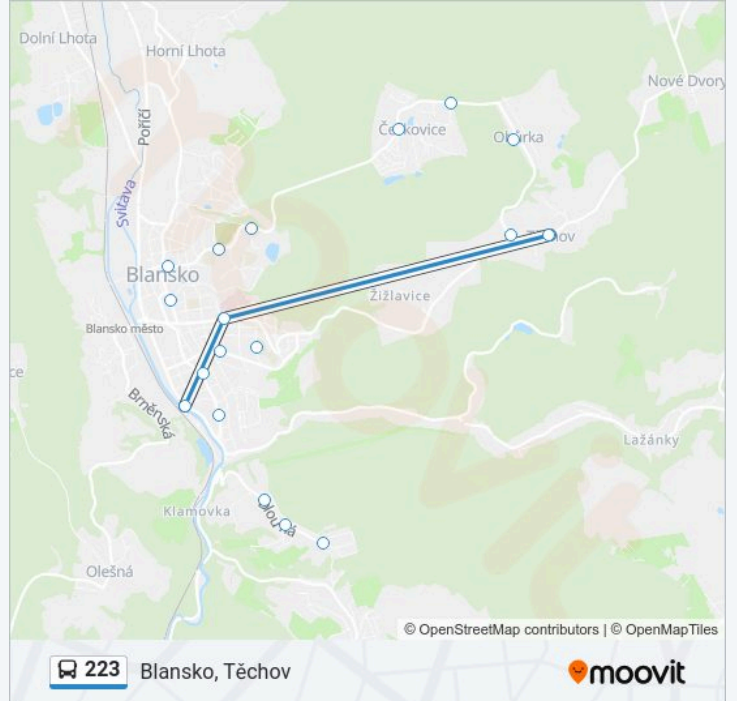 Dolní Lhota
Horní Lhota
Nové Dvory
Poříčí
Obůrka
Svitava
Blansko
Žižlavice
Blansko město
Brněnská
Lažánky
Klamovka
Olešná
© OpenStreetMap contributors | © OpenMapTiles
223 Blansko, Těchov
moovit